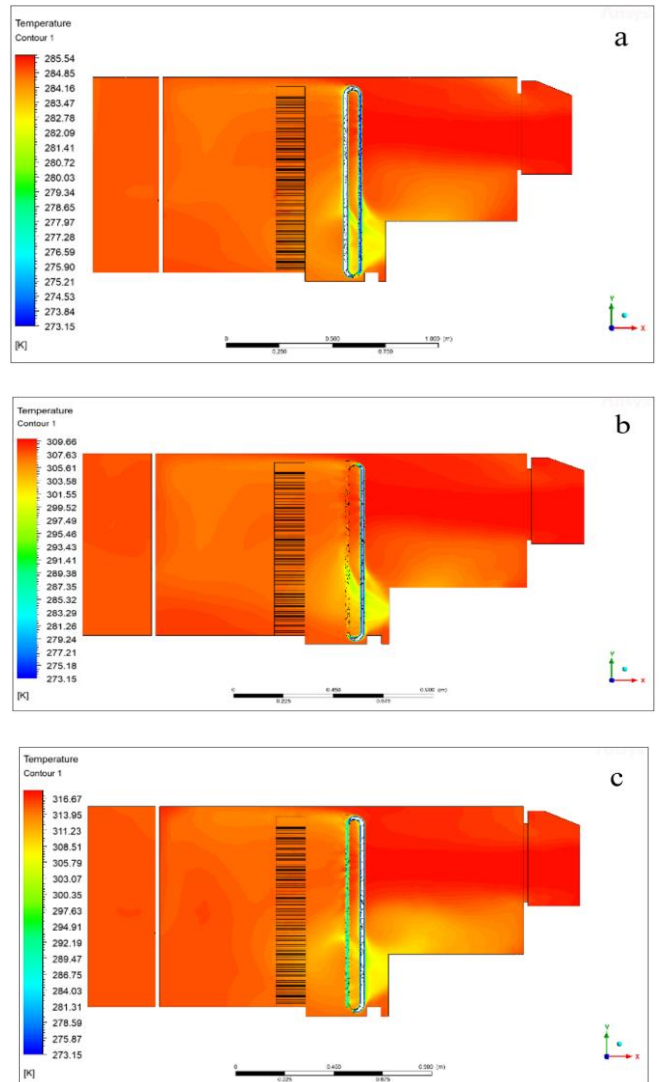 Temperature
Contour 1
a
285.54
284.85
284.16
283.47
282.78
282.09
281.41
280.72
280.03
279.34
278.65
277.97
277.28
276.59
275.90
275.21
274.53
273.84
273.15
[K]
0 0.500 1.000 (m)
0.250 0.750
Y
X
Temperature
Contour 1
b
309.66
307.63
305.61
303.58
301.55
299.52
297.49
295.46
293.43
291.41
289.38
287.35
285.32
283.29
281.26
279.24
277.21
275.18
273.15
[K]
0 0.450 0.900 (m)
0.225 0.675
Y
X
Temperature
Contour 1
c
316.67
313.95
311.23
308.51
305.79
303.07
300.35
297.63
294.91
292.19
289.47
286.75
284.03
281.31
278.59
275.87
273.15
[K]
0 0.450 0.900 (m)
0.225 0.675
Y
X